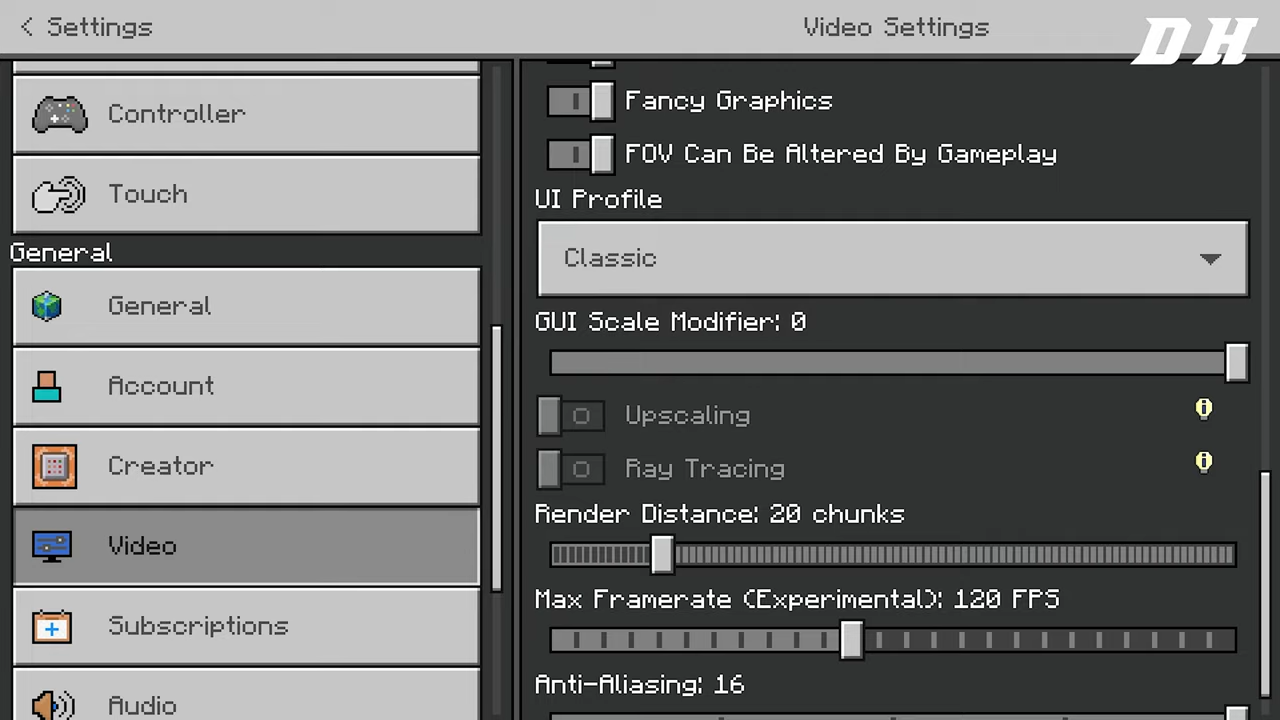 Settings
Video Settings
DH
Controller
Touch
General
General
Account
Creator
Video
Subscriptions
Audio
Fancy Graphics
FOV Can Be Altered By Gameplay
UI Profile
Classic
GUI Scale Modifier: 0
Upscaling
Ray Tracing
Render Distance: 20 chunks
Max Framerate (Experimental): 120 FPS
Anti-Aliasing: 16